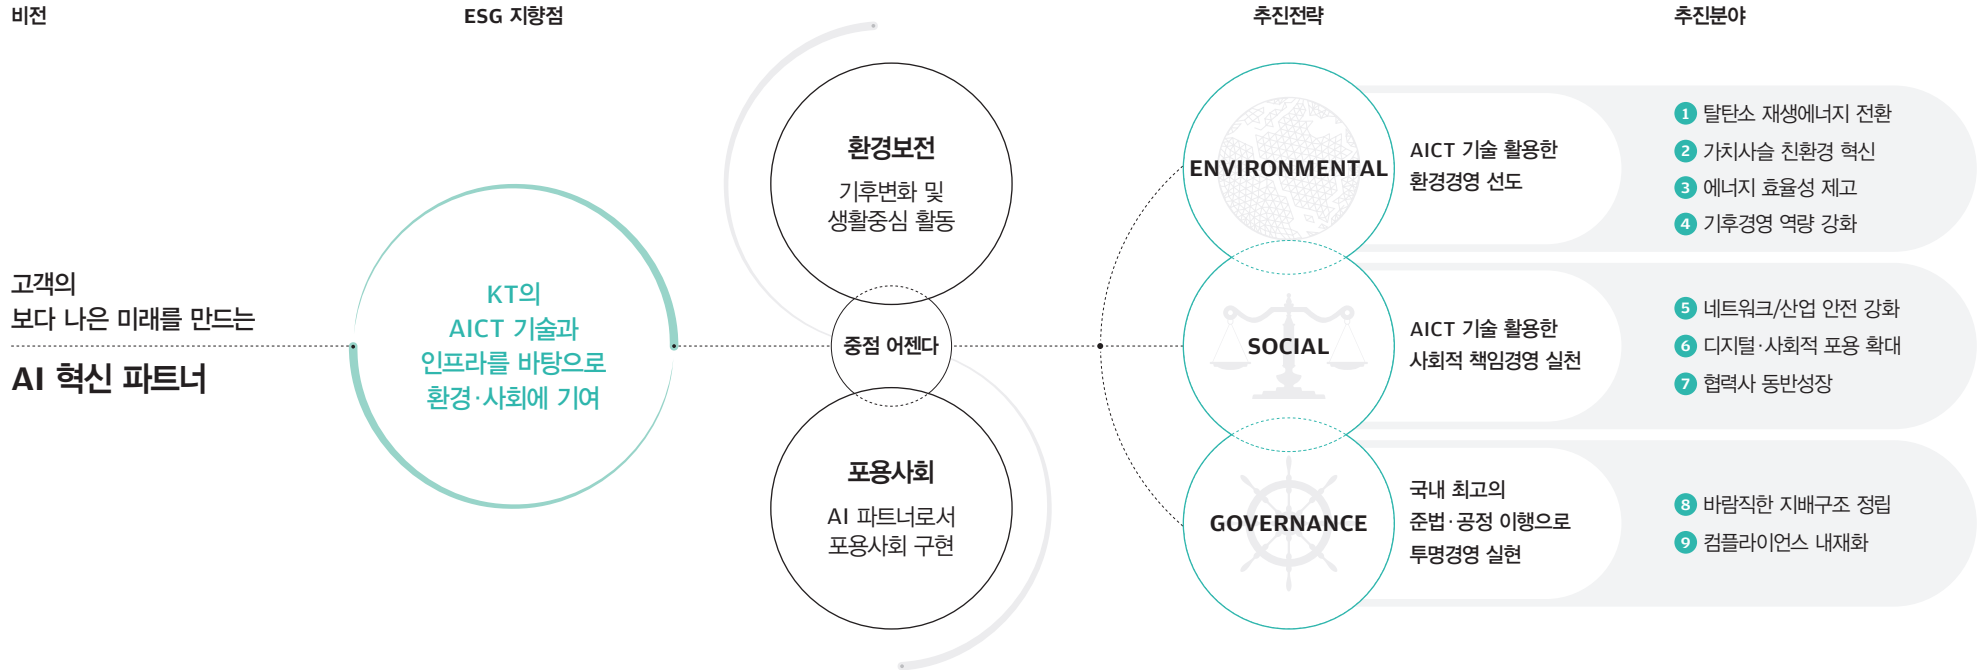 비전
ESG 지향점
추진전략
추진분야
고객의
보다 나은 미래를 만드는
AI 혁신 파트너
KT의
AICT 기술과
인프라를 바탕으로
환경·사회에 기여
환경보전
기후변화 및
생활중심 활동
중점 어젠다
포용사회
AI 파트너로서
포용사회 구현
ENVIRONMENTAL
AICT 기술 활용한
환경경영 선도
1 탈탄소 재생에너지 전환
2 가치사슬 친환경 혁신
3 에너지 효율성 제고
4 기후경영 역량 강화
SOCIAL
AICT 기술 활용한
사회적 책임경영 실천
5 네트워크/산업 안전 강화
6 디지털·사회적 포용 확대
7 협력사 동반성장
GOVERNANCE
국내 최고의
준법·공정 이행으로
투명경영 실현
8 바람직한 지배구조 정립
9 컴플라이언스 내재화